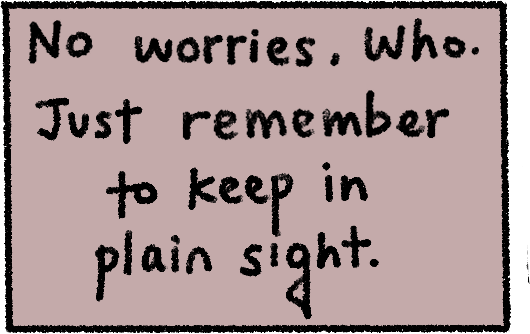 No worries, Who.
Just remember
to keep in
plain sight.